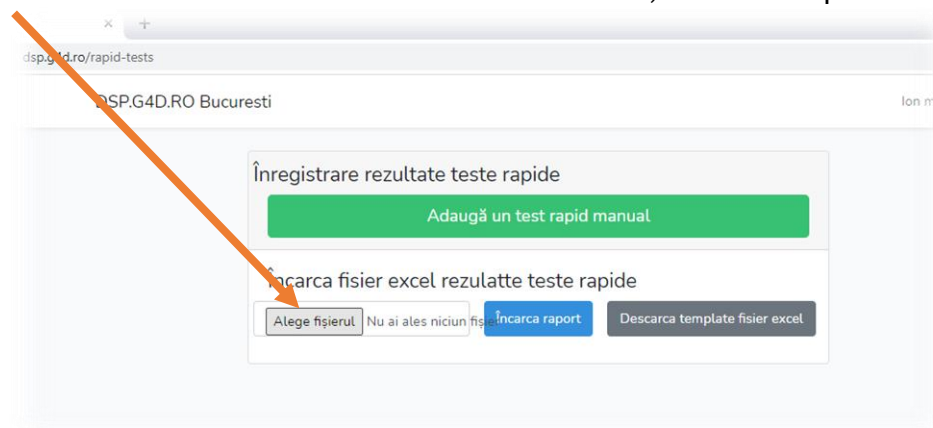 × +
dsp.g4d.ro/rapid-tests
DSP.G4D.RO Bucuresti
Ion
Înregistrare rezultate teste rapide
Adaugă un test rapid manual
Încarca fisier excel rezulatte teste rapide
Alege fișierul Nu ai ales niciun Încarca raport Descarca template fisier excel